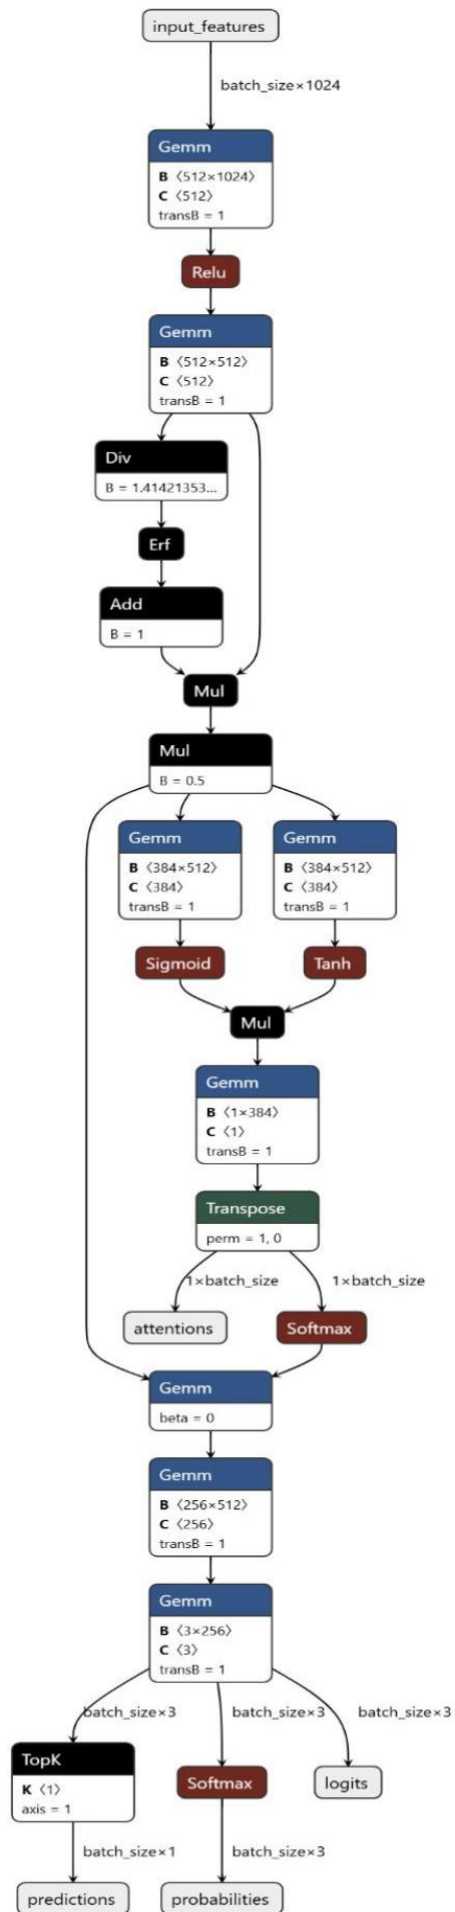 input_features
batch_size×1024
Gemm
B ⟨512×1024⟩
C ⟨512⟩
transB = 1
Relu
Gemm
B ⟨512×512⟩
C ⟨512⟩
transB = 1
Div
B = 1.41421353...
Erf
Add
B = 1
Mul
Mul
B = 0.5
Gemm
B ⟨384×512⟩
C ⟨384⟩
transB = 1
Gemm
B ⟨384×512⟩
C ⟨384⟩
transB = 1
Sigmoid
Tanh
Mul
Gemm
B ⟨1×384⟩
C ⟨1⟩
transB = 1
Transpose
perm = 1, 0
1×batch_size
1×batch_size
attentions
Softmax
Gemm
beta = 0
Gemm
B ⟨256×512⟩
C ⟨256⟩
transB = 1
Gemm
B ⟨3×256⟩
C ⟨3⟩
transB = 1
batch_size×3
batch_size×3
batch_size×3
TopK
K ⟨1⟩
axis = 1
Softmax
logits
batch_size×1
batch_size×3
predictions
probabilities